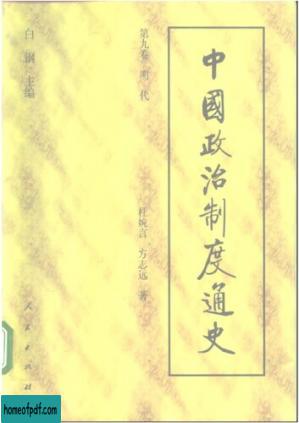 中國政治制度通史
第九卷 明代
杜婉言 方志远 著
白 钢 主编
人民出版社
homeofpdf.com